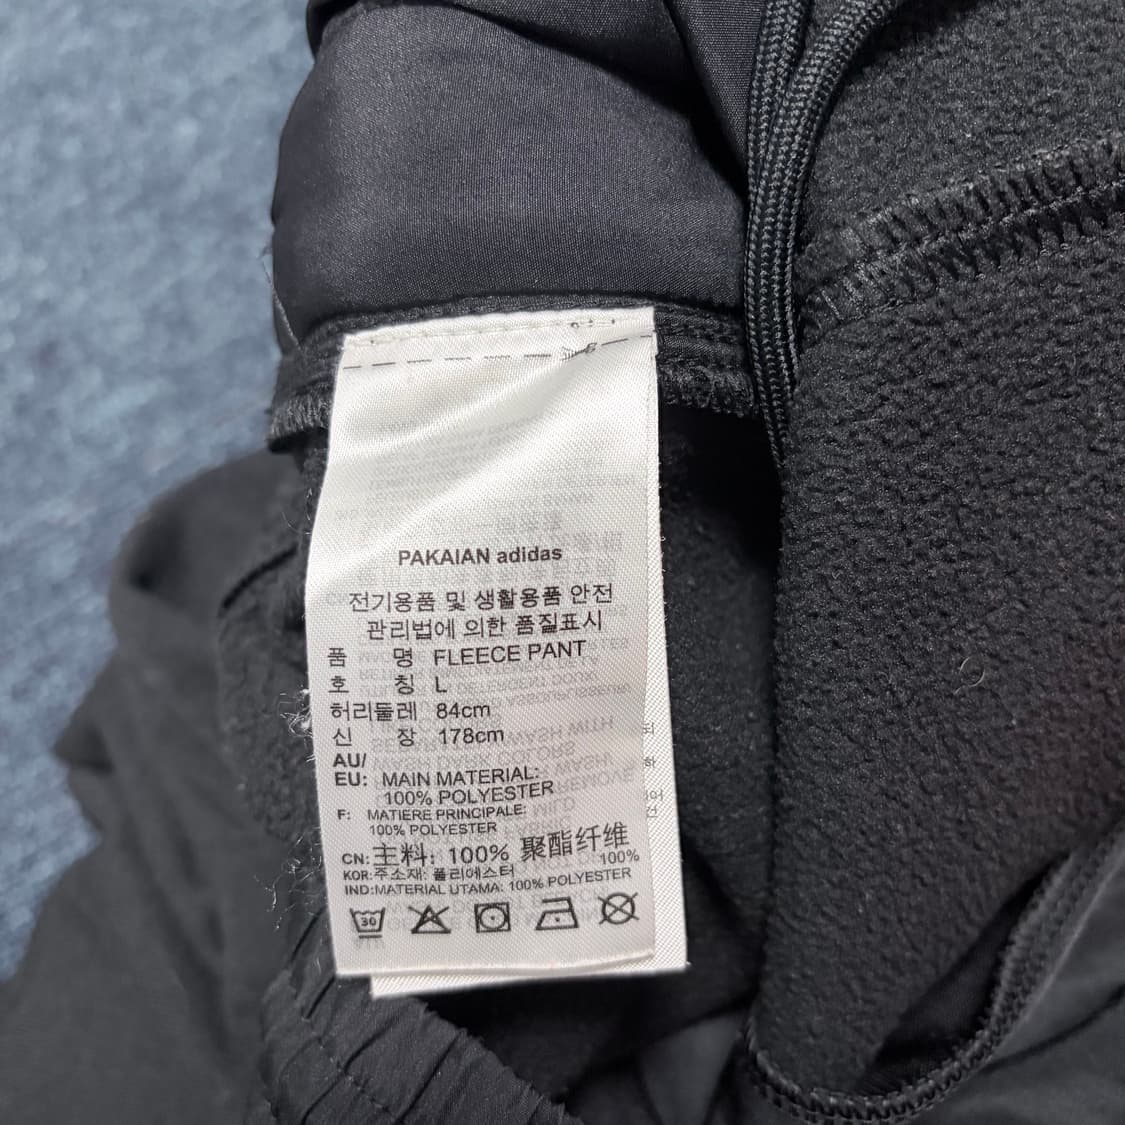 PAKAIAN adidas
전기용품 및 생활용품 안전
관리법에 의한 품질표시
품 명 FLEECE PANT
호 칭 L
허리둘레 84cm
신 장 178cm
AU/
EU: MAIN MATERIAL:
100% POLYESTER
F: MATIERE PRINCIPALE:
100% POLYESTER
CN: 主料: 100% 聚酯纤维
KOR:주소재: 폴리에스터 100%
IND:MATERIAL UTAMA: 100% POLYESTER
30